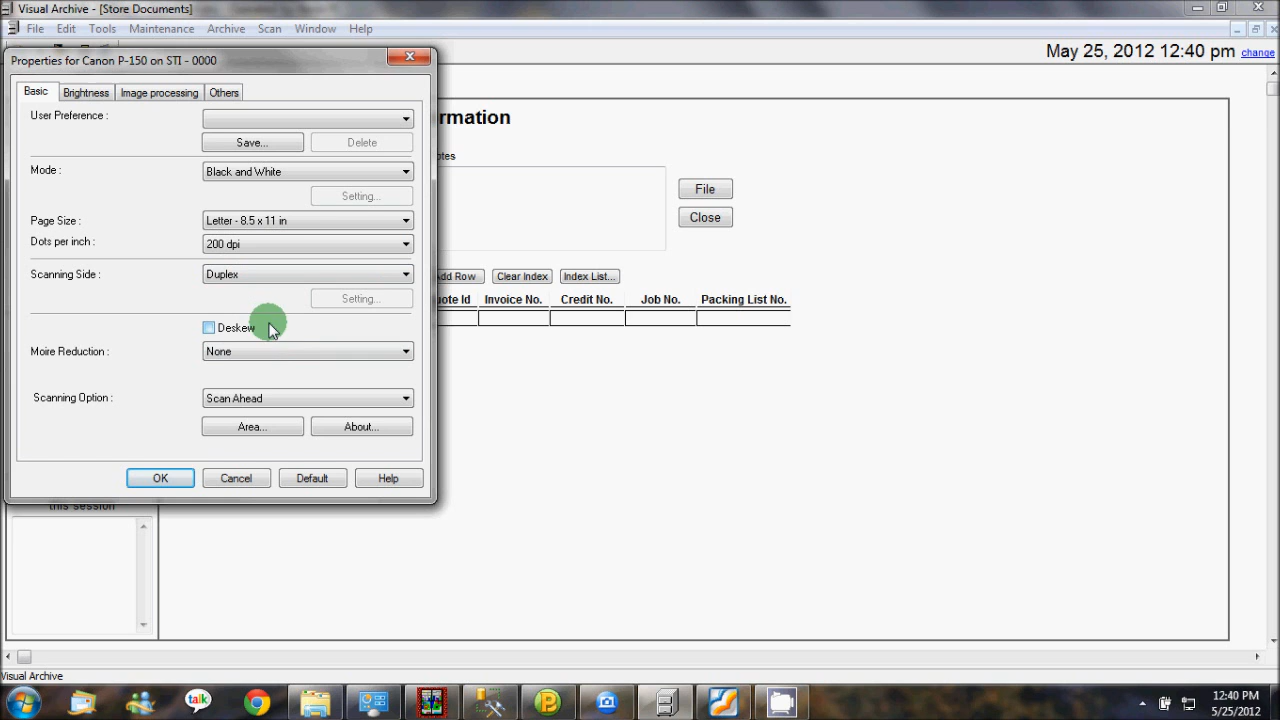 Visual Archive - [Store Documents]
File Edit Tools Maintenance Archive Scan Window Help
May 25, 2012 12:40 pm change
Properties for Canon P-150 on STI - 0000
Basic Brightness Image processing Others
User Preference :
Save... Delete
Mode : Black and White
Setting...
Page Size : Letter - 8.5 x 11 in
Dots per inch : 200 dpi
Scanning Side : Duplex
Setting...
Deskew
Moire Reduction : None
Scanning Option : Scan Ahead
Area... About...
OK Cancel Default Help
rmation
otes
File
Close
dd Row Clear Index Index List...
uote Id Invoice No. Credit No. Job No. Packing List No.
this session
Visual Archive
talk
12:40 PM
5/25/2012